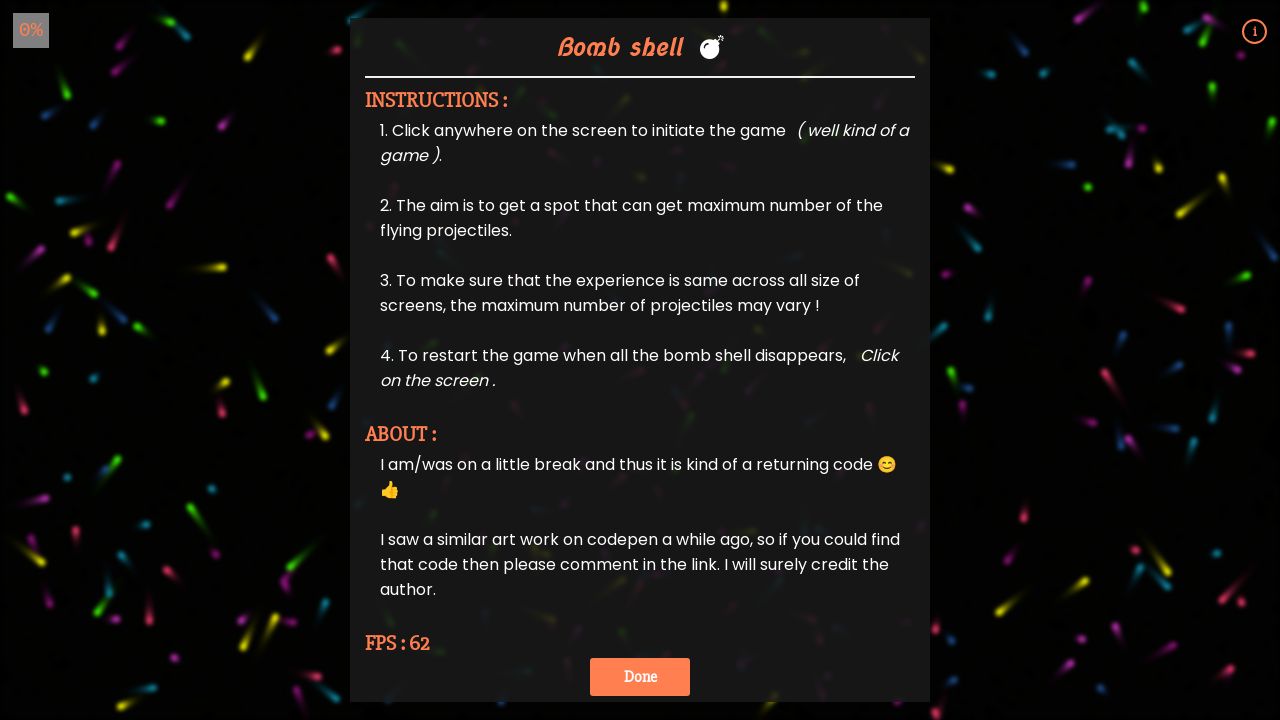 0%
Bomb shell 💣
i
INSTRUCTIONS :
1. Click anywhere on the screen to initiate the game ( well kind of a
game ).
2. The aim is to get a spot that can get maximum number of the
flying projectiles.
3. To make sure that the experience is same across all size of
screens, the maximum number of projectiles may vary !
4. To restart the game when all the bomb shell disappears, Click
on the screen .
ABOUT :
I am/was on a little break and thus it is kind of a returning code 😊
👍
I saw a similar art work on codepen a while ago, so if you could find
that code then please comment in the link. I will surely credit the
author.
FPS : 62
Done